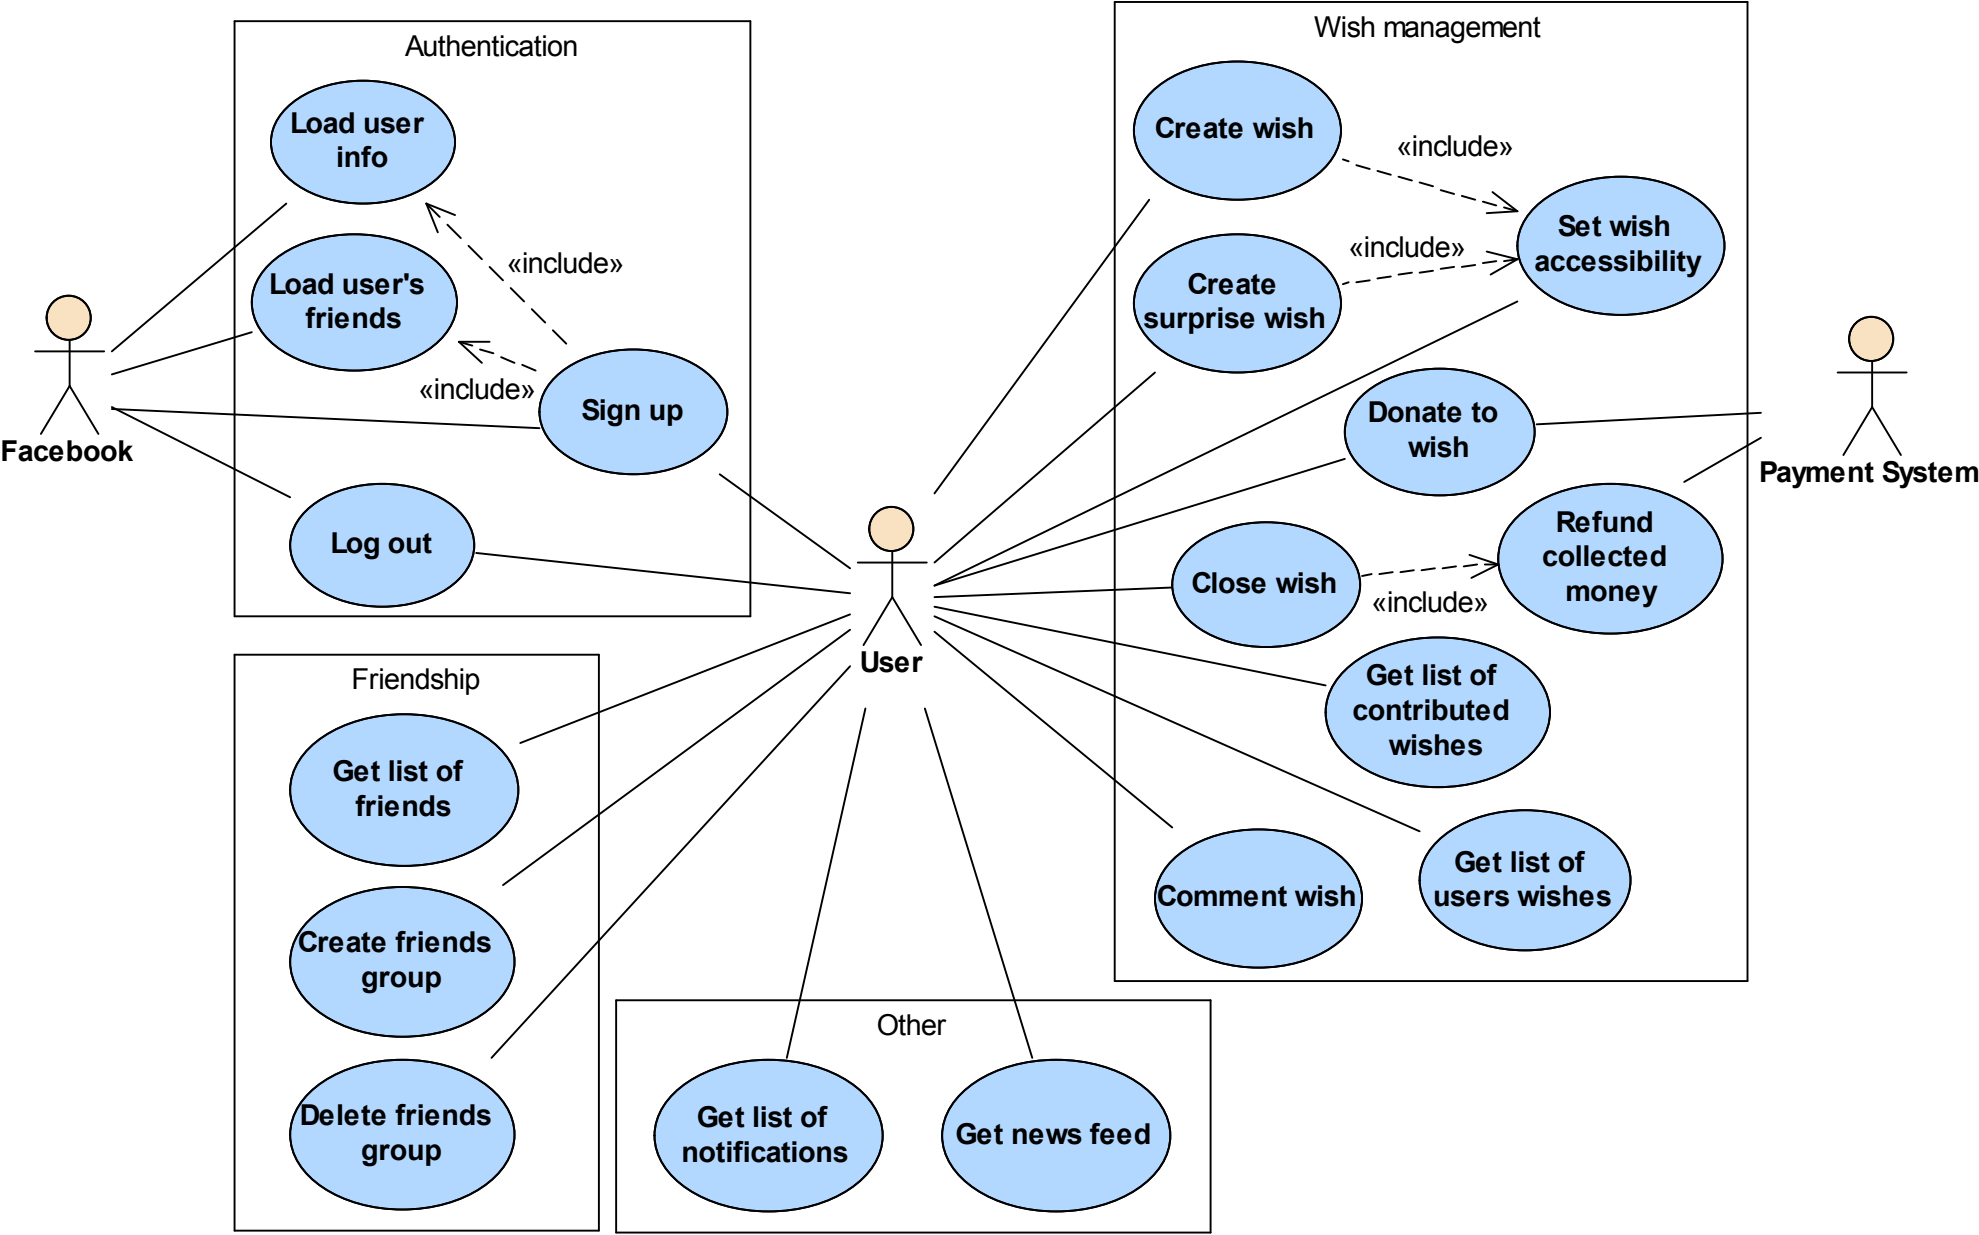 Authentication
Load user
info
«include»
Load user's
friends
«include»
Sign up
Log out
Facebook
Wish management
Create wish
«include»
Set wish
accessibility
«include»
Create
surprise wish
Donate to
wish
Payment System
Refund
collected
money
Close wish
«include»
Get list of
contributed
wishes
Get list of
users wishes
Comment wish
User
Friendship
Get list of
friends
Create friends
group
Delete friends
group
Other
Get list of
notifications
Get news feed